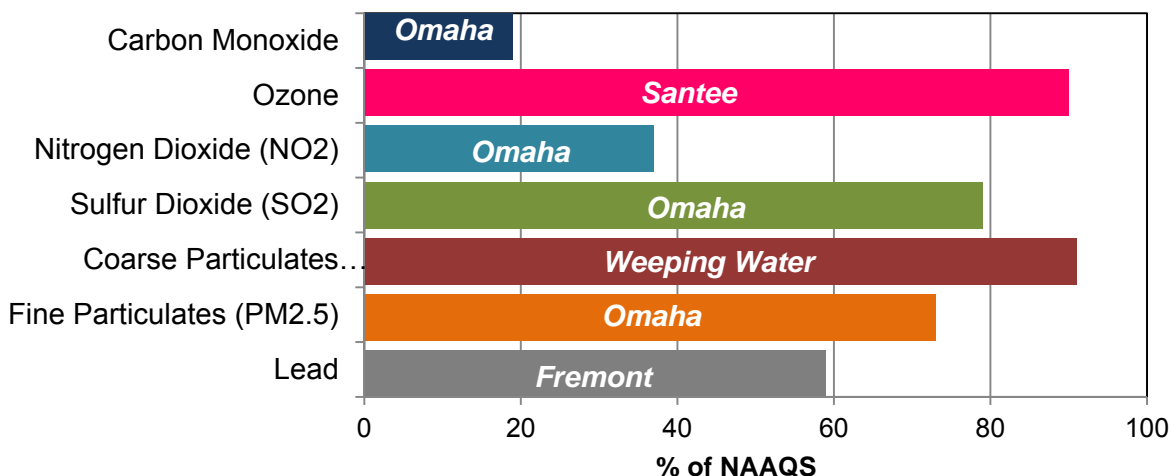 Carbon Monoxide
Omaha
Ozone
Santee
Nitrogen Dioxide (NO2)
Omaha
Sulfur Dioxide (SO2)
Omaha
Coarse Particulates…
Weeping Water
Fine Particulates (PM2.5)
Omaha
Lead
Fremont
0 20 40 60 80 100
% of NAAQS